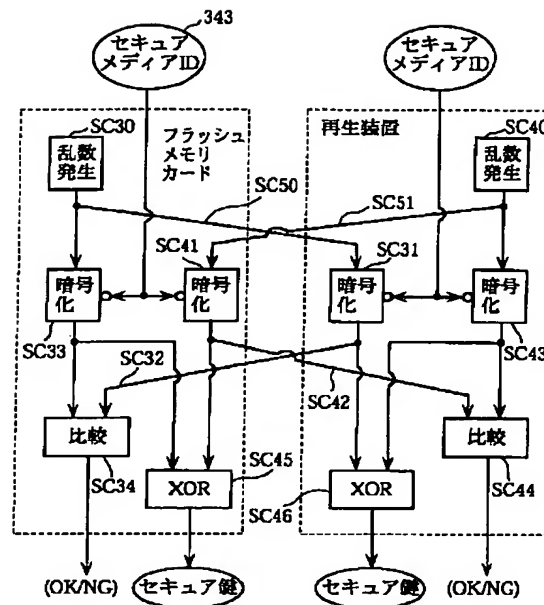 343
セキュア
メディアID
セキュア
メディアID
SC30
乱数
発生
フラッシュ
メモリ
カード
再生装置
SC40
乱数
発生
SC50
SC51
SC41
SC31
暗号
化
暗号
化
暗号
化
暗号
化
SC33
SC43
SC32
SC42
比較
SC34
XOR
SC45
SC46
XOR
比較
SC44
(OK/NG)
セキュア鍵
セキュア鍵
(OK/NG)